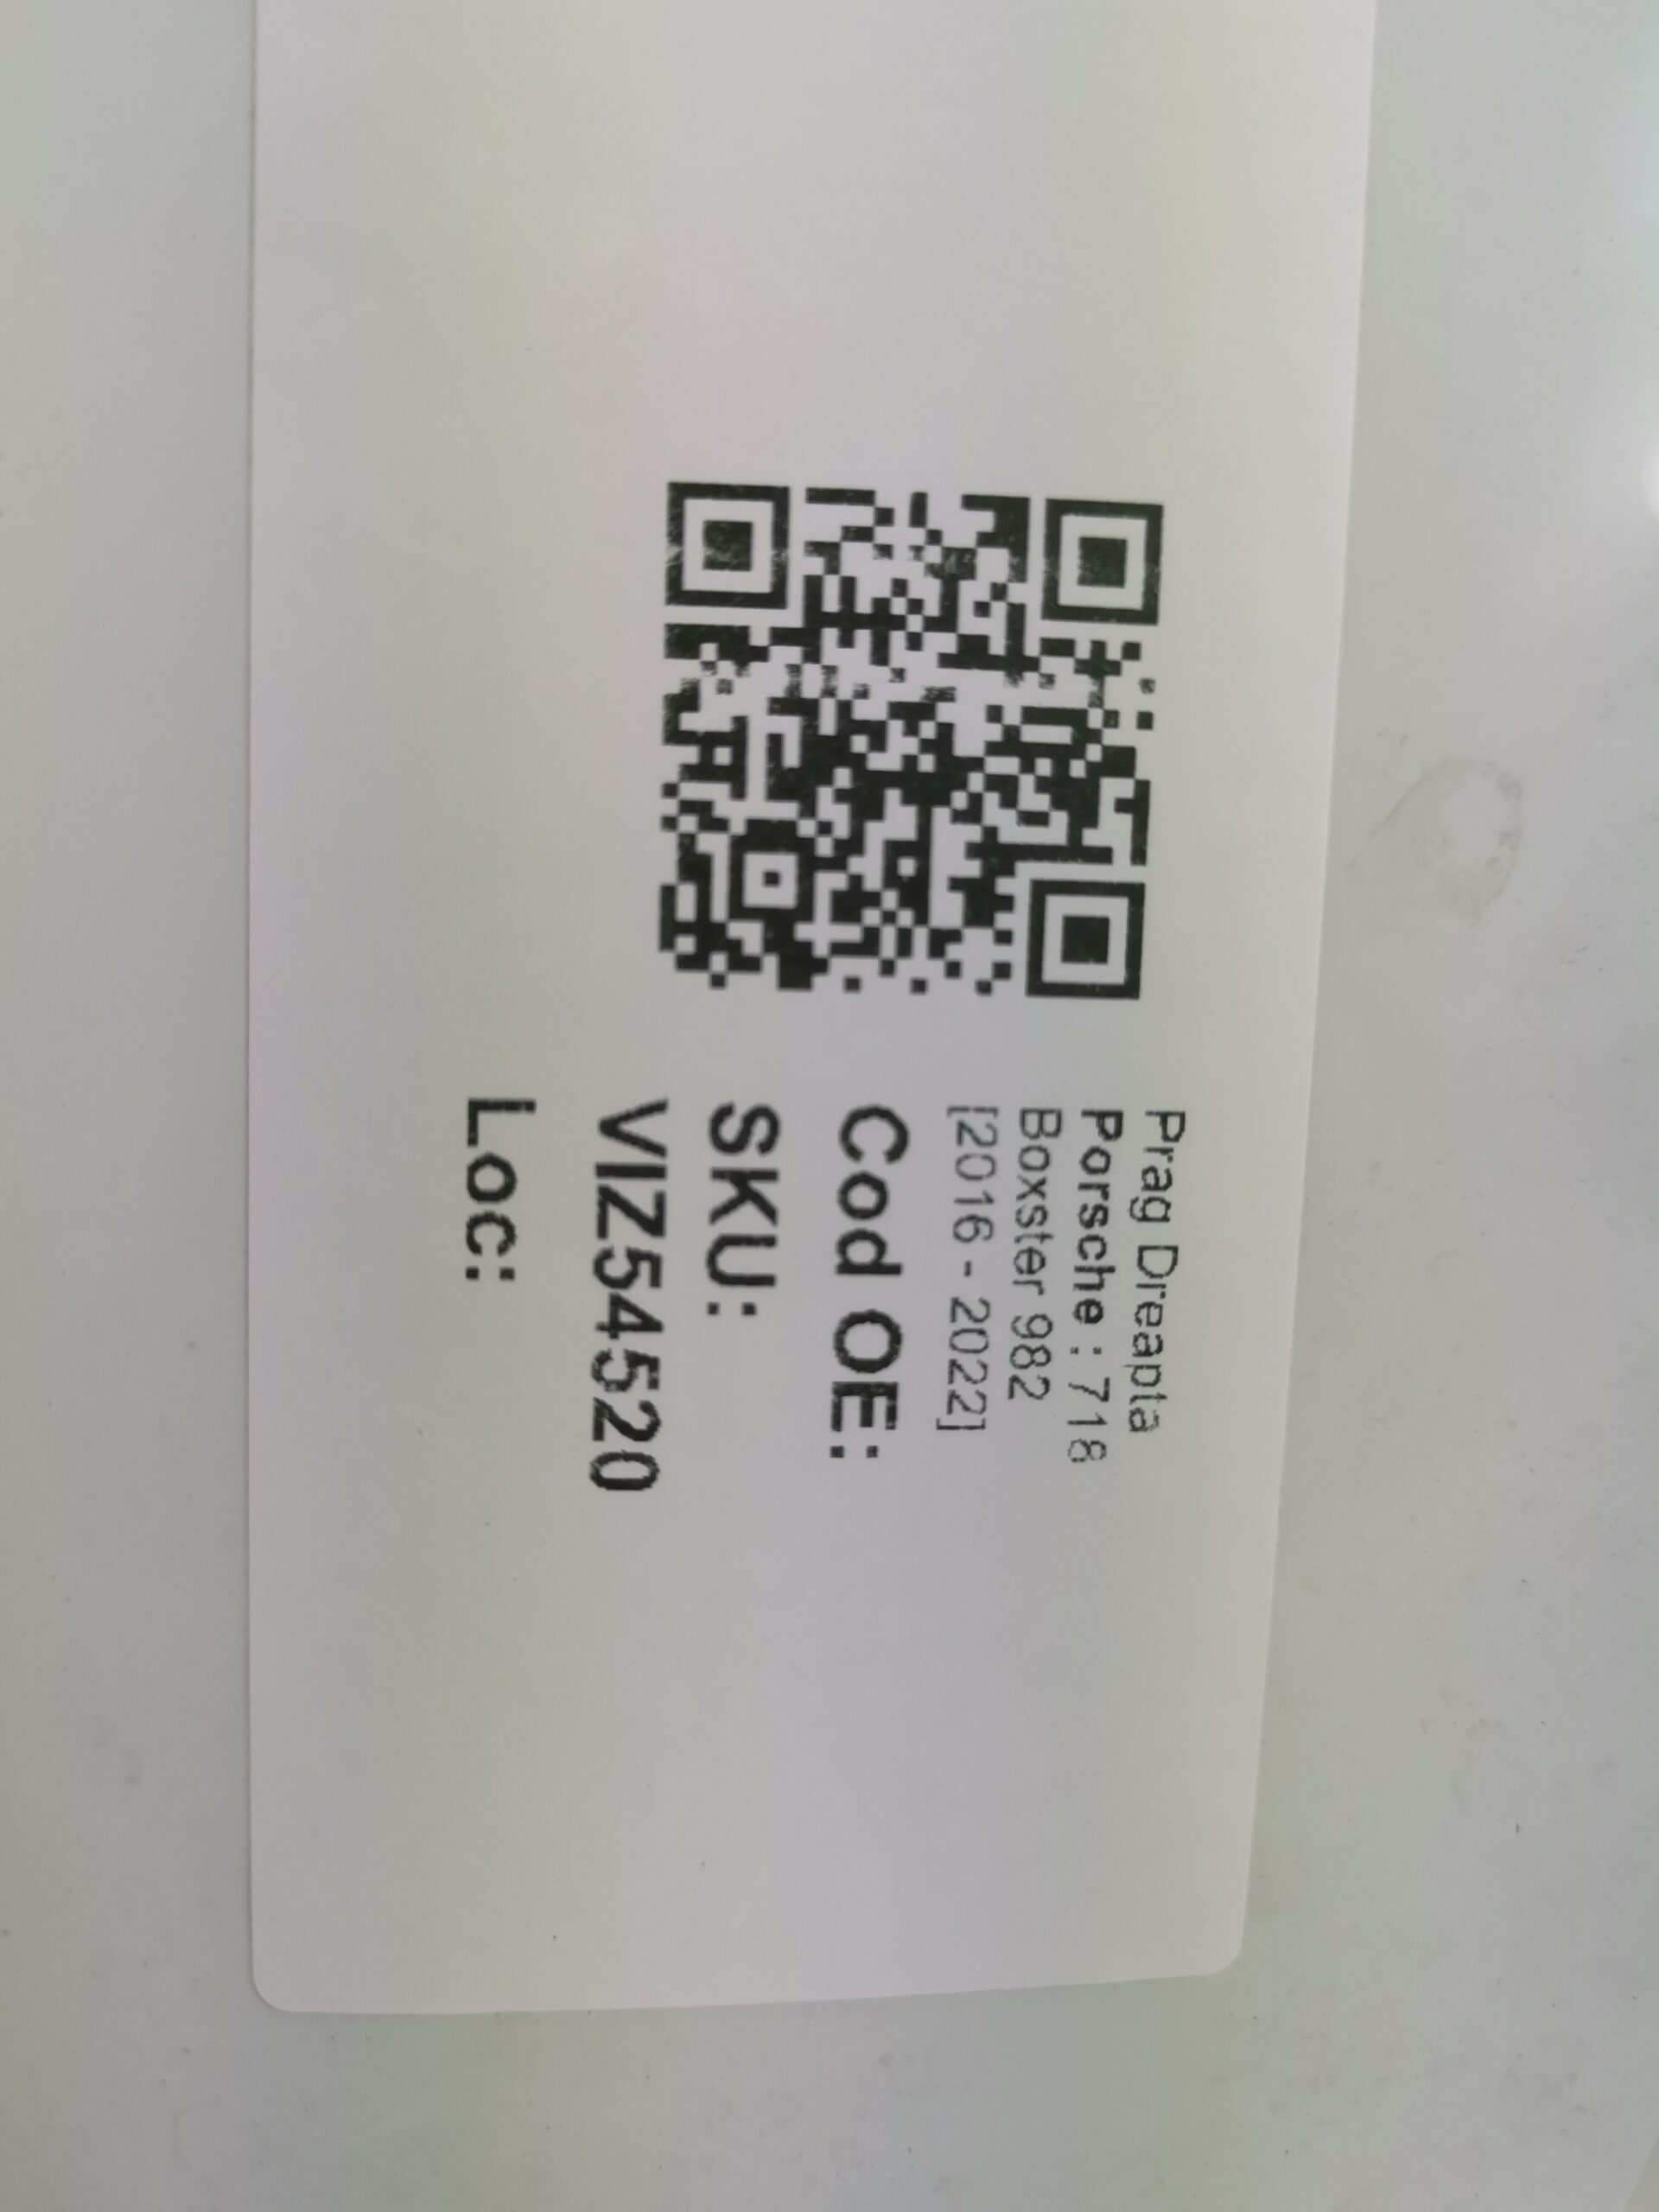 Prag Dreapta
Porsche : 718
Boxster 982
[2016 - 2022]
Cod OE:
SKU:
VIZ54520
Loc: